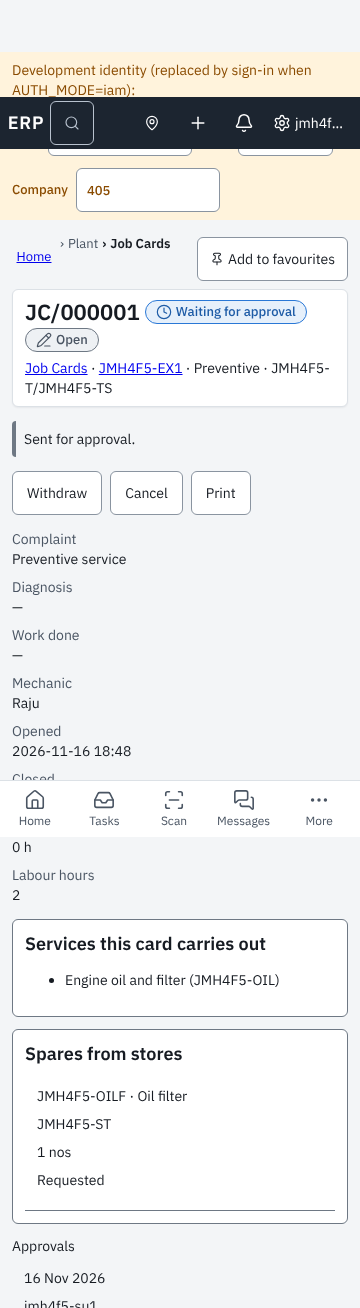 Development identity (replaced by sign-in when
AUTH_MODE=iam):
ERP
jmh4f...
Company
405
Home
› Plant › Job Cards
Add to favourites
JC/000001
Waiting for approval
Open
Job Cards · JMH4F5-EX1 · Preventive · JMH4F5-
T/JMH4F5-TS
Sent for approval.
Withdraw
Cancel
Print
Complaint
Preventive service
Diagnosis
—
Work done
—
Mechanic
Raju
Opened
2026-11-16 18:48
Closed
Home
Tasks
Scan
Messages
More
0 h
Labour hours
2
Services this card carries out
• Engine oil and filter (JMH4F5-OIL)
Spares from stores
JMH4F5-OILF · Oil filter
JMH4F5-ST
1 nos
Requested
Approvals
16 Nov 2026
jmh4f5-su1